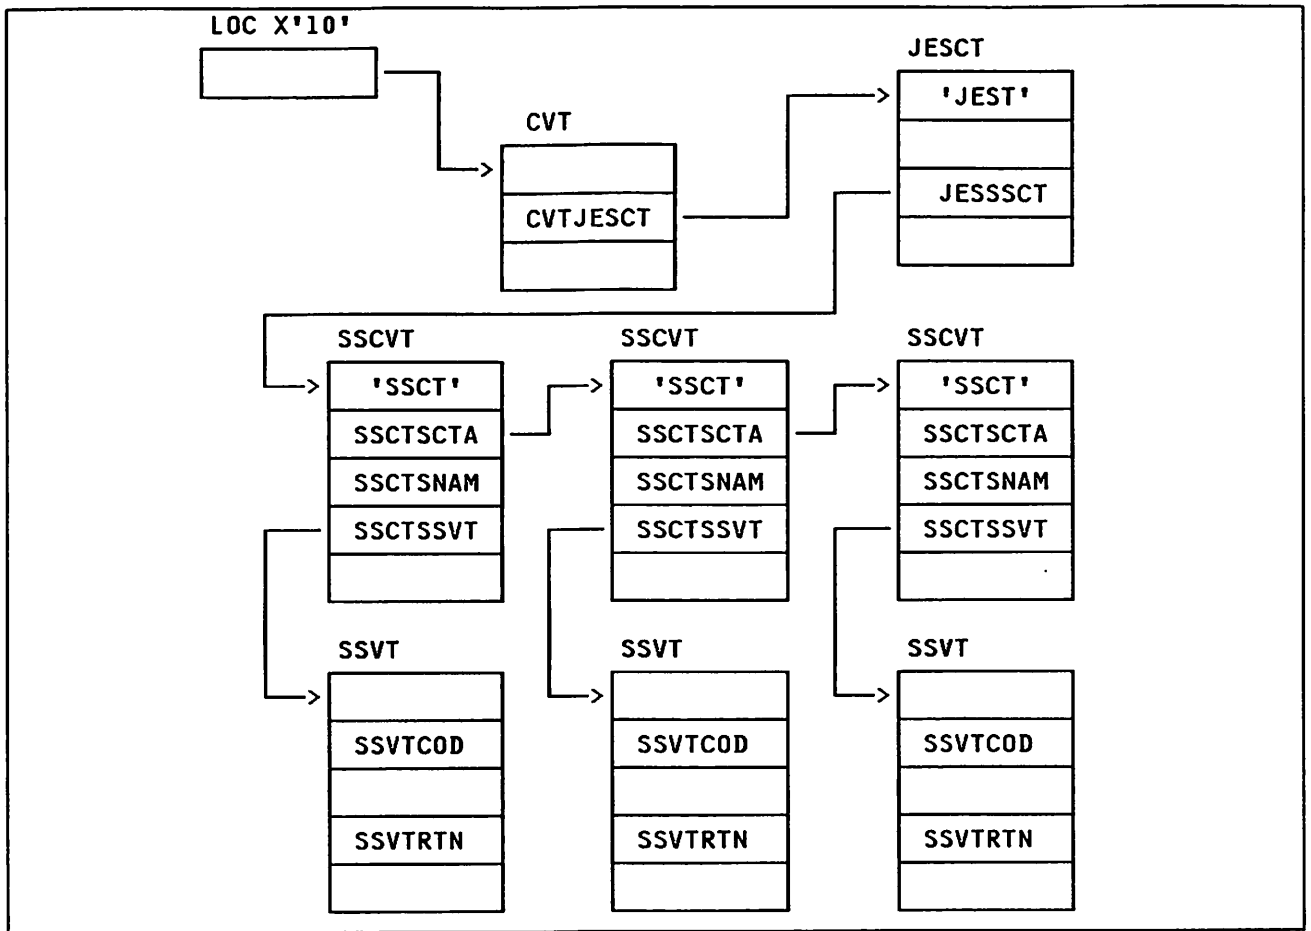 LOC X'10'
JESCT
'JEST'
CVT
JESSSCT
CVTJESCT
SSCVT
SSCVT
SSCVT
'SSCT'
'SSCT'
'SSCT'
SSCTSCTA
SSCTSCTA
SSCTSCTA
SSCTSNAM
SSCTSNAM
SSCTSNAM
SSCTSSVT
SSCTSSVT
SSCTSSVT
SSVT
SSVT
SSVT
SSVTCOD
SSVTCOD
SSVTCOD
SSVTRTN
SSVTRTN
SSVTRTN